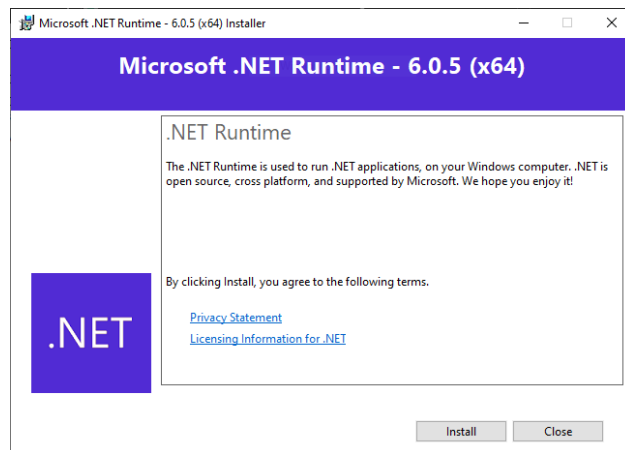 Microsoft .NET Runtime - 6.0.5 (x64) Installer
Microsoft .NET Runtime - 6.0.5 (x64)
.NET Runtime
The .NET Runtime is used to run .NET applications, on your Windows computer. .NET is
open source, cross platform, and supported by Microsoft. We hope you enjoy it!
By clicking Install, you agree to the following terms.
Privacy Statement
.NET
Licensing Information for .NET
Install
Close